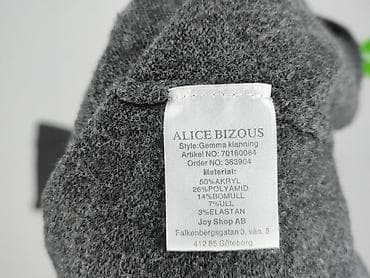 ALICE BIZOUS
Style:Gemma klanning
Artikel NO: 70160064
Order NO: 363904
Material:
50%AKRYL
26%POLYAMID
14%BOMULL
7%ULL
3%ELASTAN
Joy Shop AB
Falkenbergsgatan 3, vån. 8
412 85 Göteborg